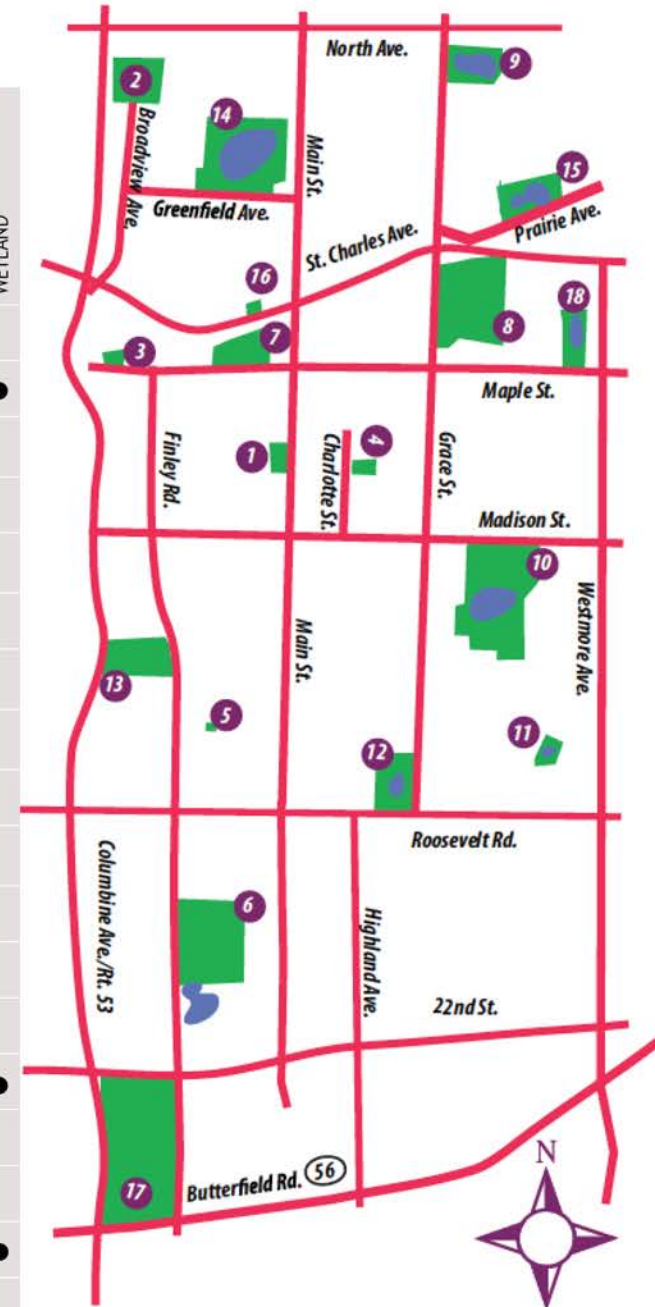 WETLAND
North Ave.
9
2
14
Broadview Ave.
Main St.
15
Greenfield Ave.
Prairie Ave.
St. Charles Ave.
16
18
7
8
3
Maple St.
1
4
Finley Rd.
Charlotte St.
Grace St.
Madison St.
10
Main St.
Westmore Ave.
13
5
11
12
Roosevelt Rd.
Columbine Ave./Rt. 53
6
Highland Ave.
22nd St.
N
Butterfield Rd. 56
17